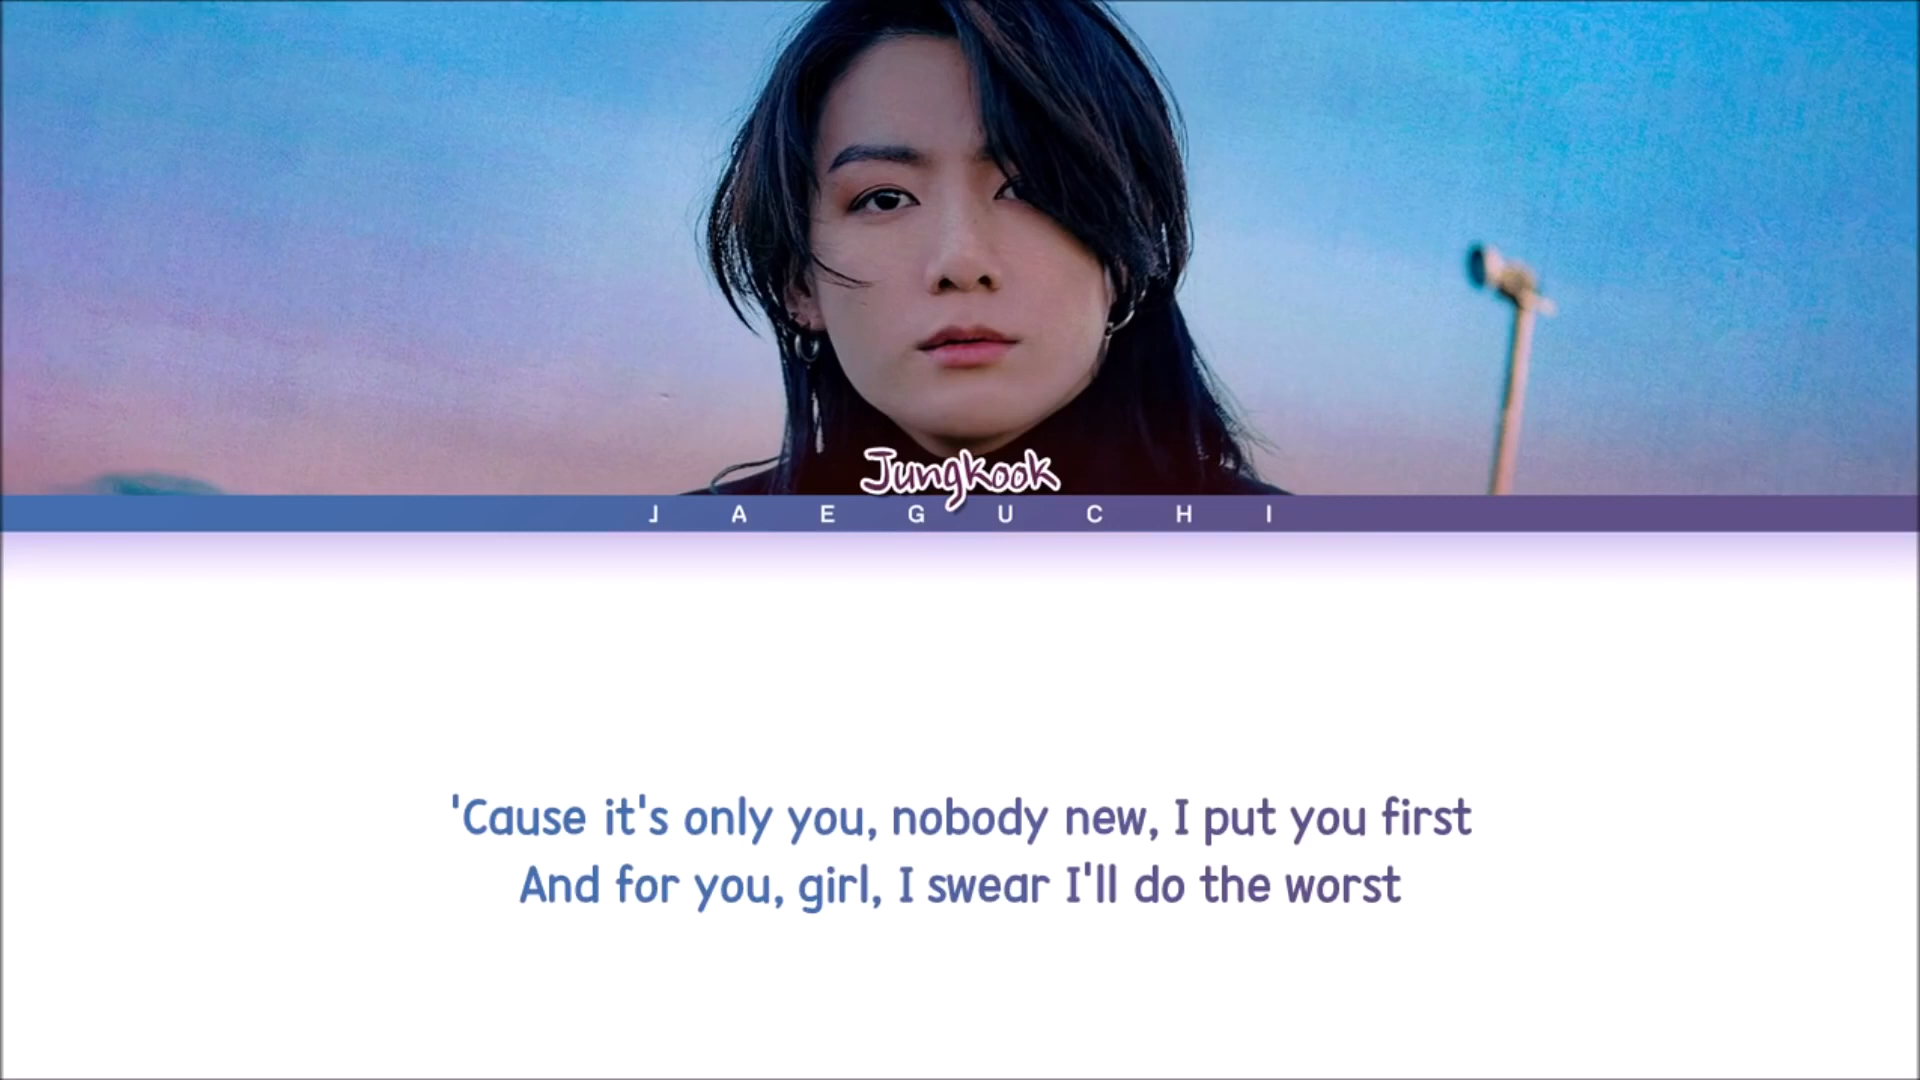 Jungkook
JAEGUCHI
'Cause it's only you, nobody new, I put you first
And for you, girl, I swear I'll do the worst